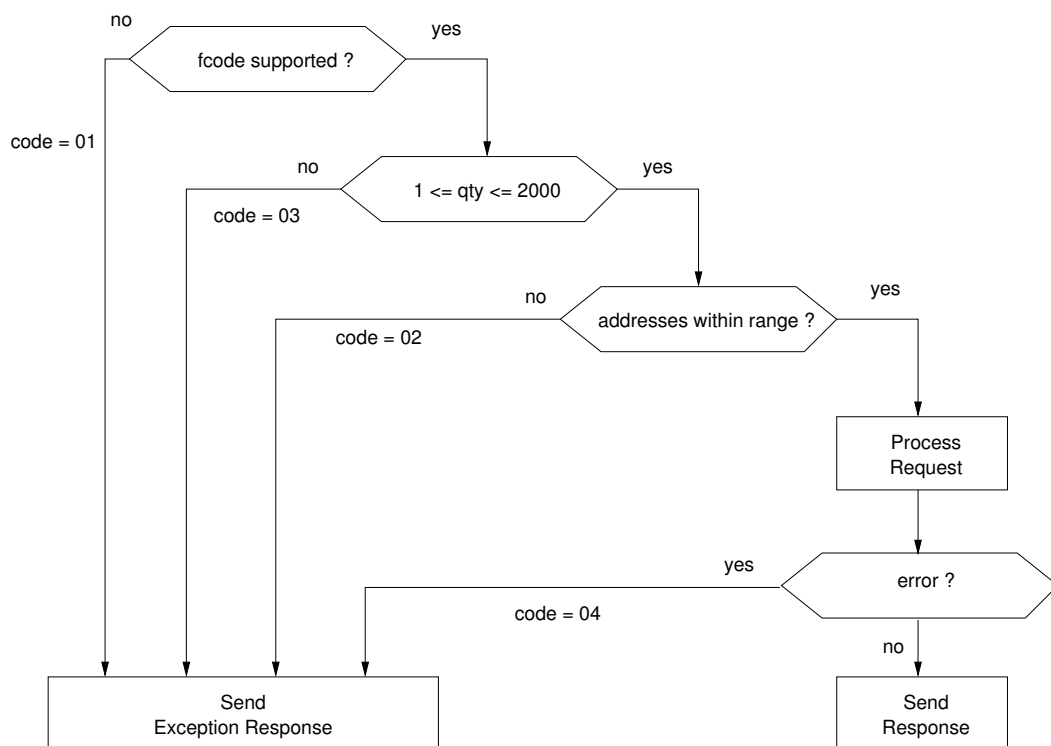 no
yes
fcode supported ?
code = 01
no
yes
1 <= qty <= 2000
code = 03
no
yes
addresses within range ?
code = 02
Process
Request
yes
error ?
code = 04
no
Send
Exception Response
Send
Response